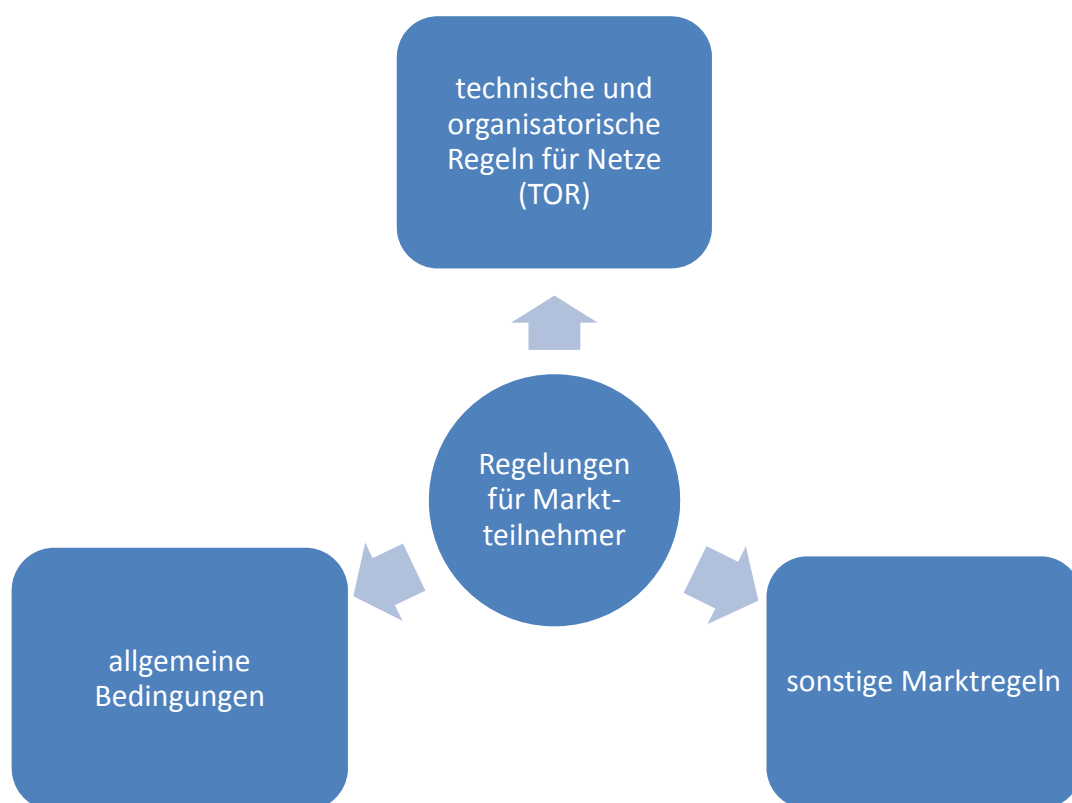 technische und
organisatorische
Regeln für Netze
(TOR)
Regelungen
für Markt-
teilnehmer
allgemeine
Bedingungen
sonstige Marktregeln